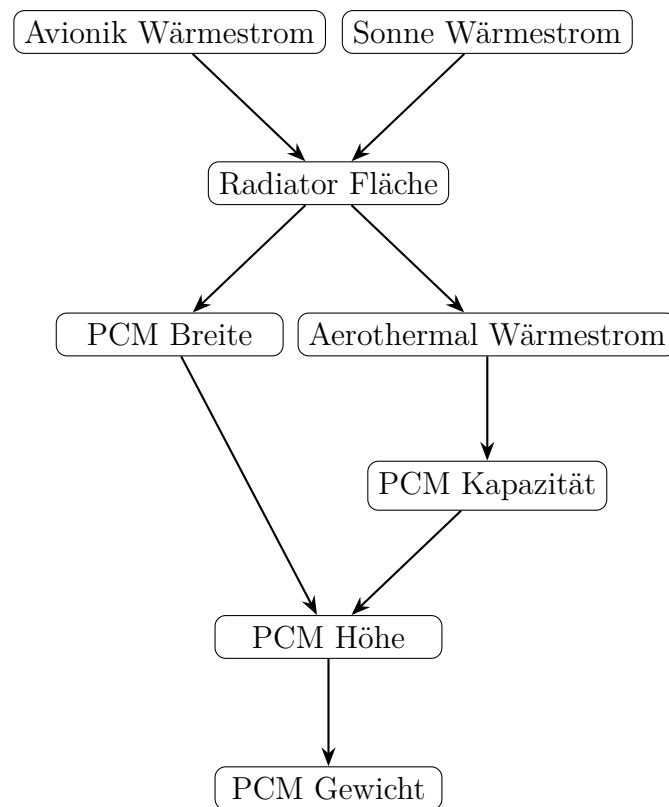 Avionik Wärmestrom
Sonne Wärmestrom
Radiator Fläche
PCM Breite
Aerothermal Wärmestrom
PCM Kapazität
PCM Höhe
PCM Gewicht